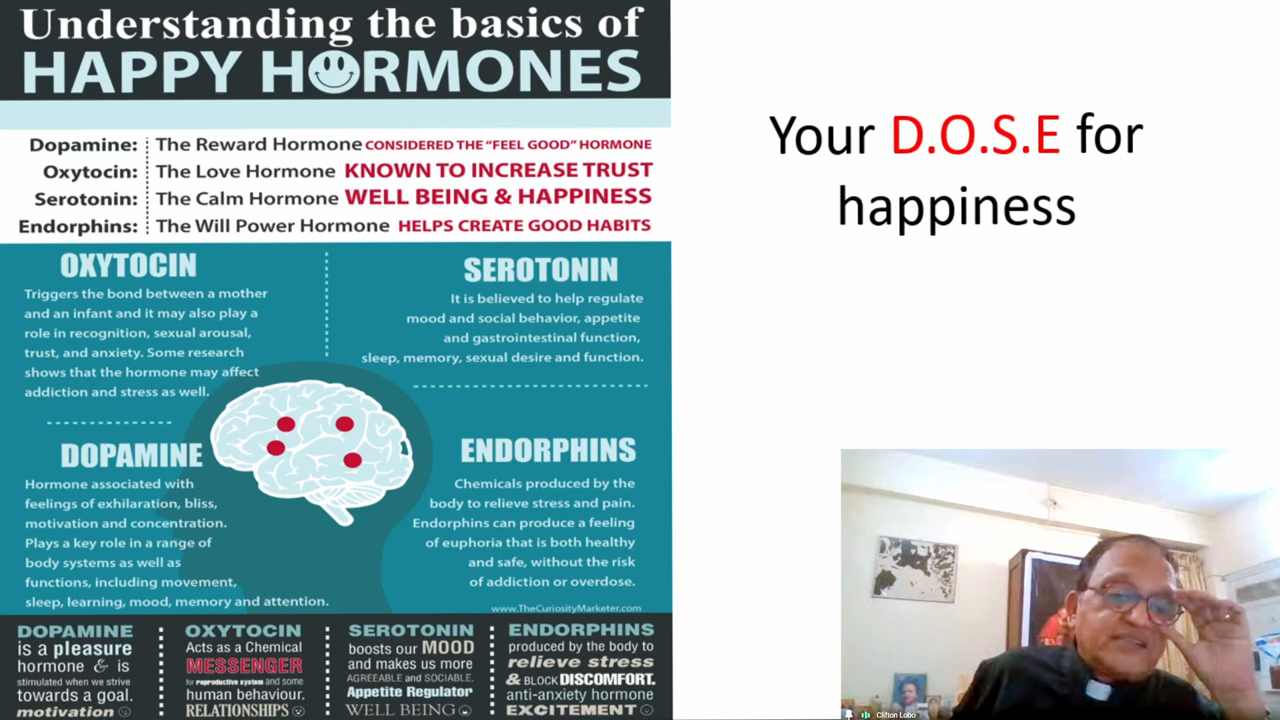 Understanding the basics of
HAPPY HORMONES
Dopamine: The Reward Hormone CONSIDERED THE “FEEL GOOD” HORMONE
Oxytocin: The Love Hormone KNOWN TO INCREASE TRUST
Serotonin: The Calm Hormone WELL BEING & HAPPINESS
Endorphins: The Will Power Hormone HELPS CREATE GOOD HABITS
OXYTOCIN
Triggers the bond between a mother
and an infant and it may also play a
role in recognition, sexual arousal,
trust, and anxiety. Some research
shows that the hormone may affect
addiction and stress as well.
SEROTONIN
It is believed to help regulate
mood and social behavior, appetite
and gastrointestinal function,
sleep, memory, sexual desire and function.
DOPAMINE
Hormone associated with
feelings of exhilaration, bliss,
motivation and concentration.
Plays a key role in a range of
body systems as well as
functions, including movement,
sleep, learning, mood, memory and attention.
ENDORPHINS
Chemicals produced by the
body to relieve stress and pain.
Endorphins can produce a feeling
of euphoria that is both healthy
and safe, without the risk
of addiction or overdose.
www.TheCuriosityMarketer.com
DOPAMINE
is a pleasure
hormone & is
stimulated when we strive
towards a goal.
motivation
OXYTOCIN
Acts as a Chemical
MESSENGER
for reproductive system and some
human behaviour.
RELATIONSHIPS
SEROTONIN
boosts our MOOD
and makes us more
AGREEABLE and SOCIABLE.
Appetite Regulator
WELL BEING
ENDORPHINS
produced by the body to
relieve stress
& BLOCK DISCOMFORT.
anti-anxiety hormone
EXCITEMENT
Your D.O.S.E for
happiness
Clifton Lobo